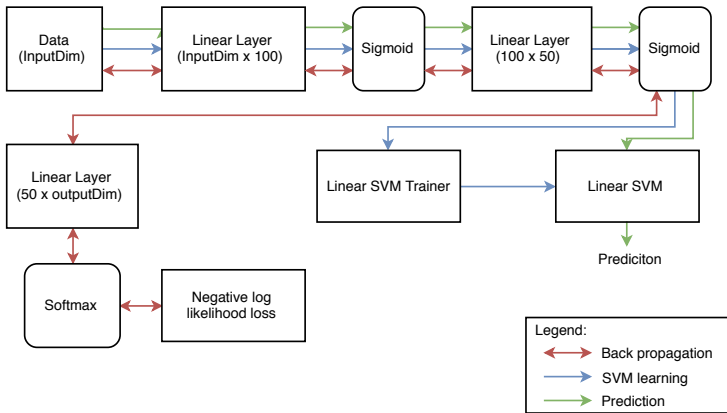 Data
(InputDim)
Linear Layer
(InputDim x 100)
Sigmoid
Linear Layer
(100 x 50)
Sigmoid
Linear Layer
(50 x outputDim)
Linear SVM Trainer
Linear SVM
Prediciton
Softmax
Negative log
likelihood loss
Legend:
Back propagation
SVM learning
Prediction